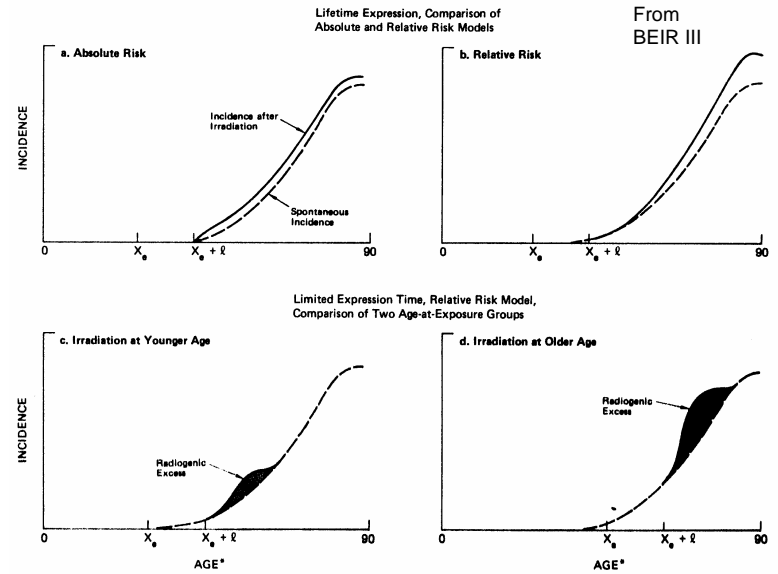 Lifetime Expression, Comparison of
Absolute and Relative Risk Models
From
BEIR III
a. Absolute Risk
b. Relative Risk
INCIDENCE
Incidence after
Irradiation
Spontaneous
Incidence
0 Xe Xe + ℓ 90
0 Xe Xe + ℓ 90
Limited Expression Time, Relative Risk Model,
Comparison of Two Age-at-Exposure Groups
c. Irradiation at Younger Age
d. Irradiation at Older Age
INCIDENCE
Radiogenic
Excess
Radiogenic
Excess
0 Xe Xe + ℓ 90
0 Xe Xe + ℓ 90
AGE*
AGE*